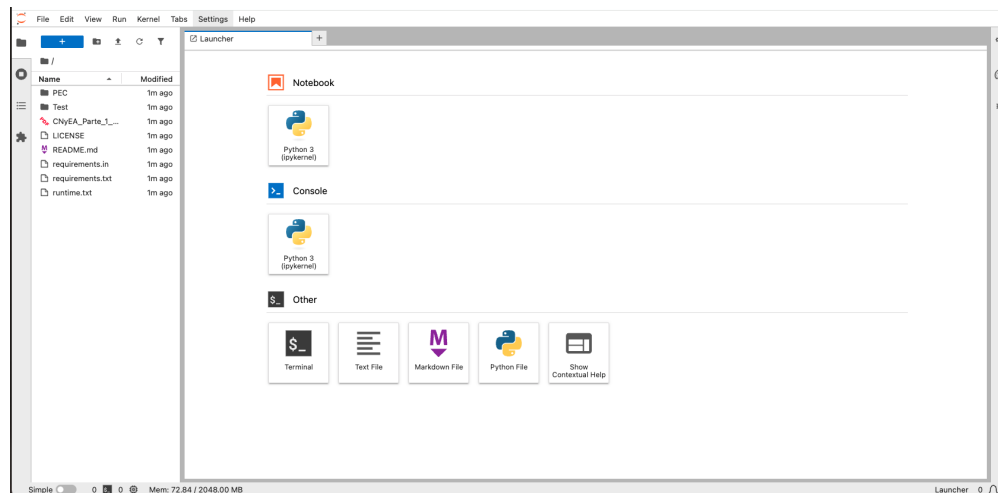 File Edit View Run Kernel Tabs Settings Help
Launcher
/
Name Modified
PEC 1m ago
Test 1m ago
CNyEA_Parte_1_... 1m ago
LICENSE 1m ago
README.md 1m ago
requirements.in 1m ago
requirements.txt 1m ago
runtime.txt 1m ago
Notebook
Python 3
(ipykernel)
Console
Python 3
(ipykernel)
$_ Other
$_
M
Terminal
Text File
Markdown File
Python File
Show
Contextual Help
Simple 0 $_ 0 Mem: 72.84 / 2048.00 MB Launcher 0